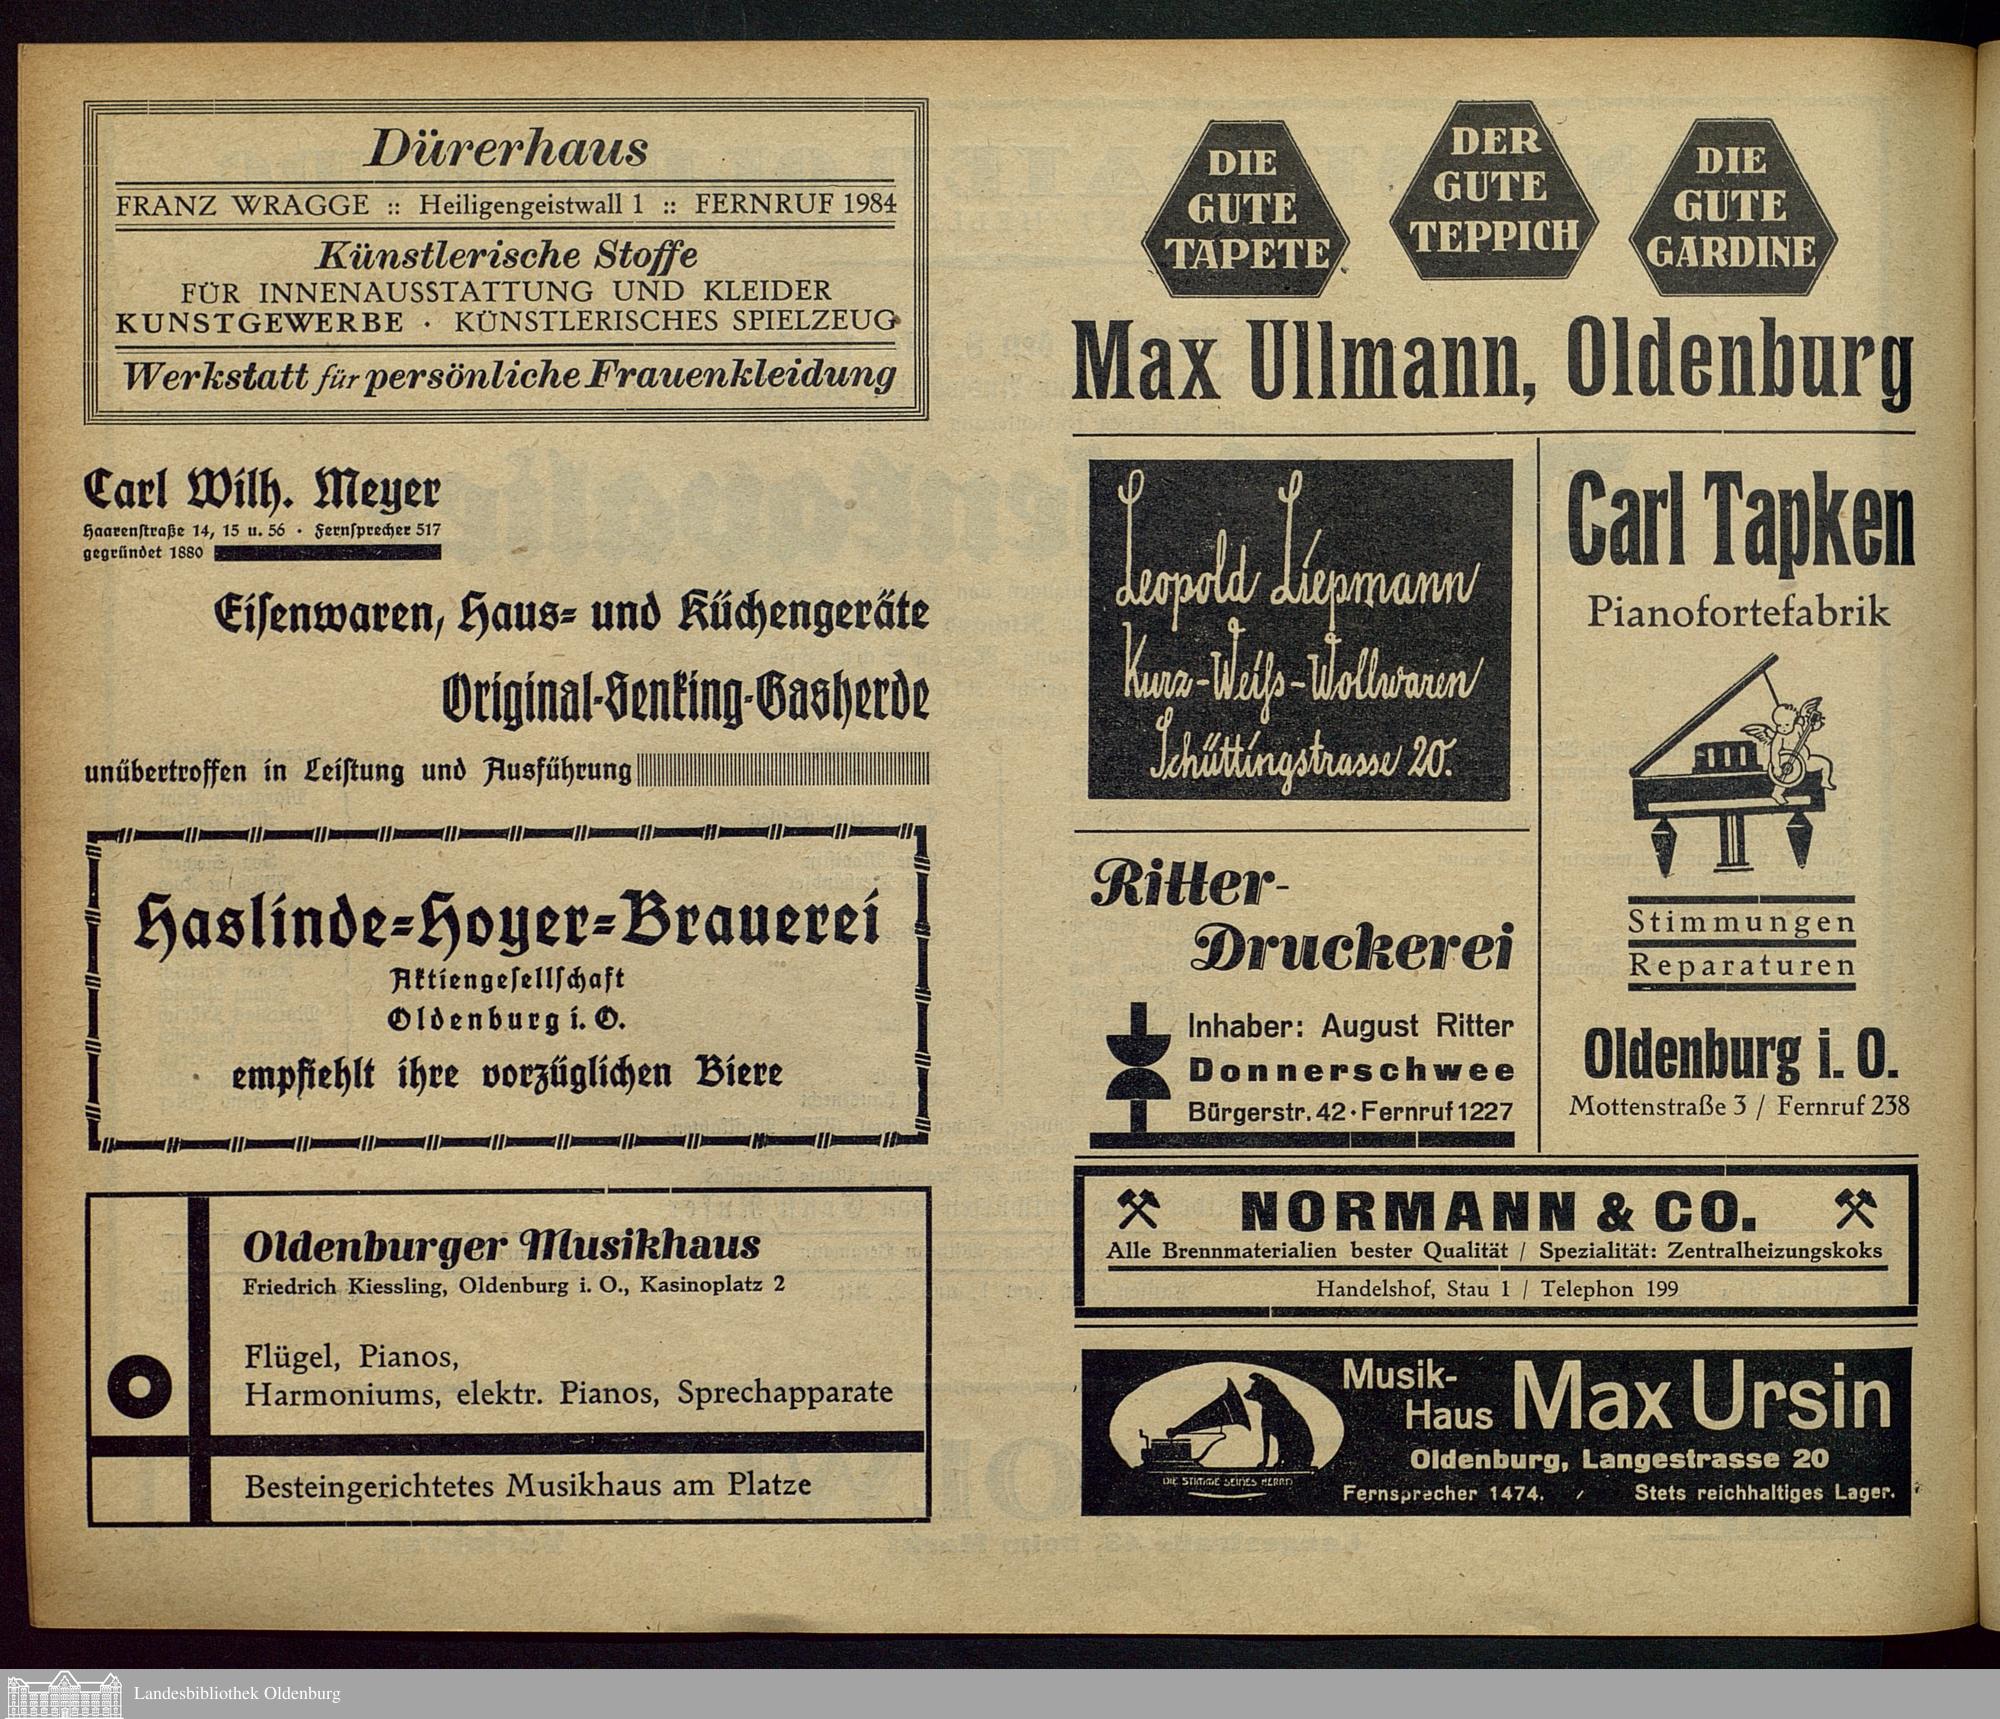 Dürerhaus
FRANZ WRAGGE :: Heiligengeistwall 1 :: FERNRUF 1984
Künstlerische Stoffe
FÜR INNENAUSSTATTUNG UND KLEIDER
KUNSTGEWERBE · KÜNSTLERISCHES SPIELZEUG
Werkstatt für persönliche Frauenkleidung
Carl Wilh. Meyer
Haarenſtraße 14, 15 u. 56 · Fernſprecher 517
gegründet 1880
Eiſenwaren, Haus- und Küchengeräte
Original-Senking-Gasherde
unübertroffen in Leiſtung und Ausführung
Haslinde-Hoyer-Brauerei
Aktiengeſellſchaft
Oldenburg i. O.
empfiehlt ihre vorzüglichen Biere
Oldenburger Musikhaus
Friedrich Kiessling, Oldenburg i. O., Kasinoplatz 2
Flügel, Pianos,
Harmoniums, elektr. Pianos, Sprechapparate
Besteingerichtetes Musikhaus am Platze
DIE
GUTE
TAPETE
DER
GUTE
TEPPICH
DIE
GUTE
GARDINE
Max Ullmann, Oldenburg
Leopold Liepmann
Kurz-Weiß-Wollwaren
Schüttingstrasse 20.
Carl Tapken
Pianofortefabrik
Stimmungen
Reparaturen
Oldenburg i. O.
Mottenstraße 3 / Fernruf 238
Ritter-
Druckerei
Inhaber: August Ritter
Donnerschwee
Bürgerstr. 42 · Fernruf 1227
NORMANN & CO.
Alle Brennmaterialien bester Qualität / Spezialität: Zentralheizungskoks
Handelshof, Stau 1 / Telephon 199
Musik-
Haus Max Ursin
Oldenburg, Langestrasse 20
Fernsprecher 1474. / Stets reichhaltiges Lager.
DIE STIMME SEINES HERRN
Landesbibliothek Oldenburg